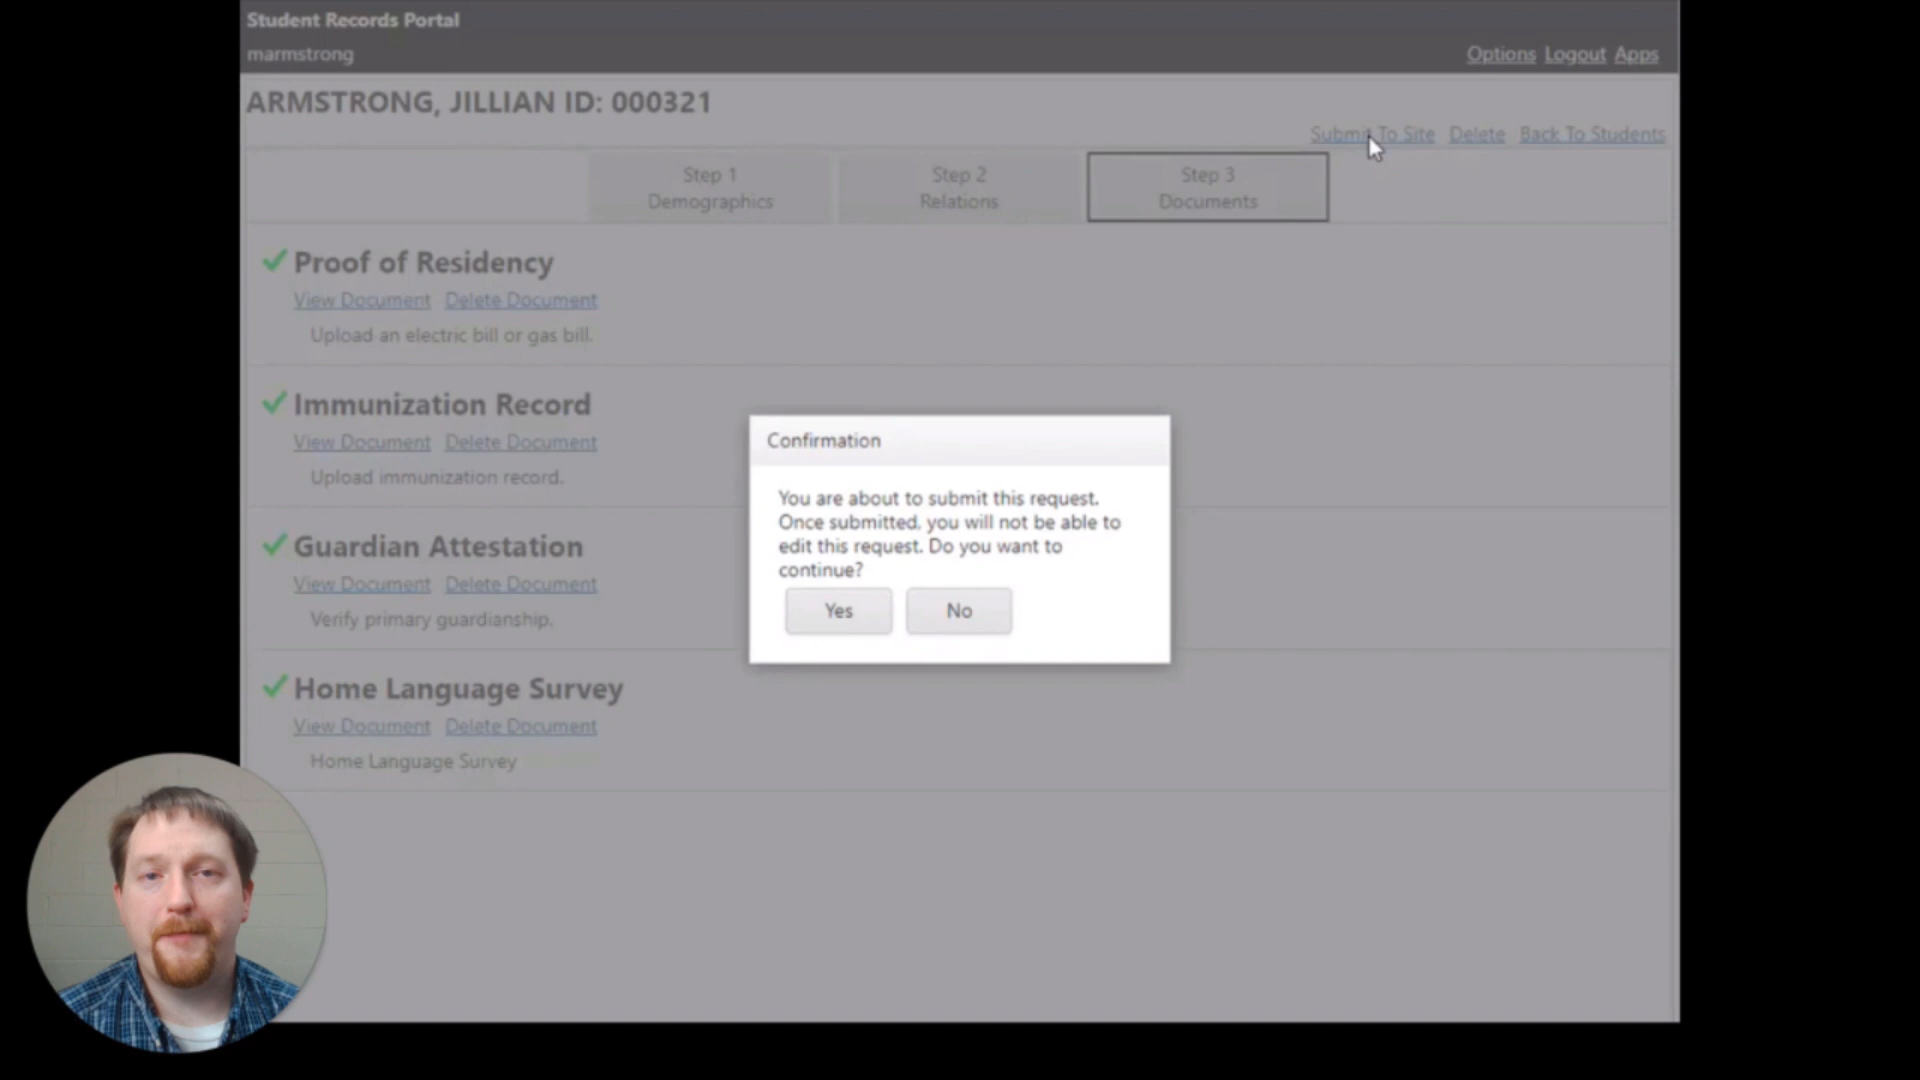 Student Records Portal
marmstrong
Options Logout Apps
ARMSTRONG, JILLIAN ID: 000321
Submit To Site Delete Back To Students
Step 1
Demographics
Step 2
Relations
Step 3
Documents
Proof of Residency
View Document Delete Document
Upload an electric bill or gas bill.
Immunization Record
View Document Delete Document
Upload immunization record.
Guardian Attestation
View Document Delete Document
Verify primary guardianship.
Home Language Survey
View Document Delete Document
Home Language Survey
Confirmation
You are about to submit this request.
Once submitted, you will not be able to
edit this request. Do you want to
continue?
Yes No